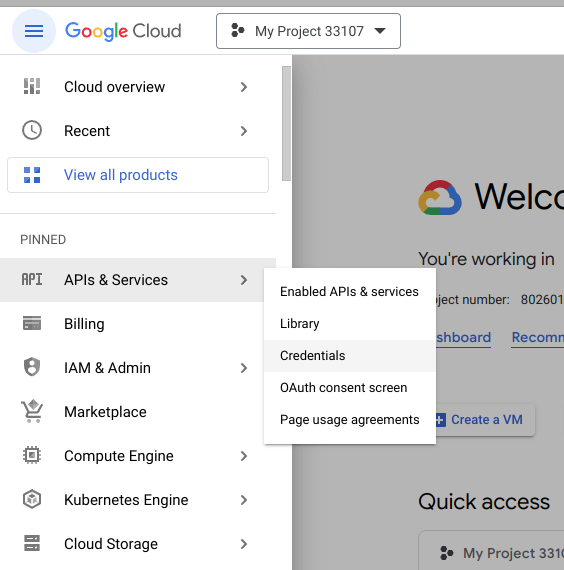 Google Cloud
My Project 33107
Cloud overview
Recent
View all products
PINNED
API
APIs & Services
Billing
IAM & Admin
Marketplace
Compute Engine
Kubernetes Engine
Cloud Storage
Enabled APIs & services
Library
Credentials
OAuth consent screen
Page usage agreements
Welco
You're working in
oject number: 802601
shboard Recomm
Create a VM
Quick access
My Project 3310